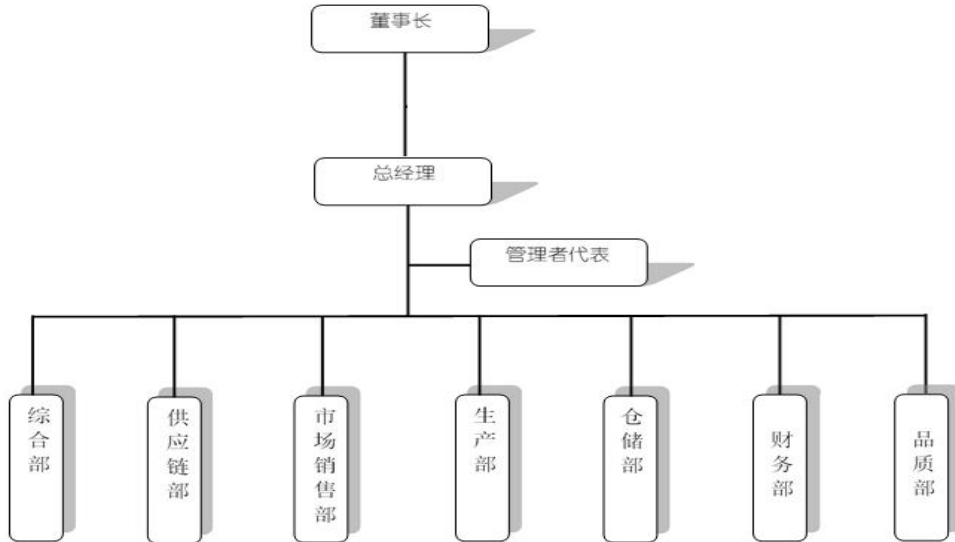 董事长
总经理
管理者代表
综合部
供应链部
市场销售部
生产部
仓储部
财务部
品质部